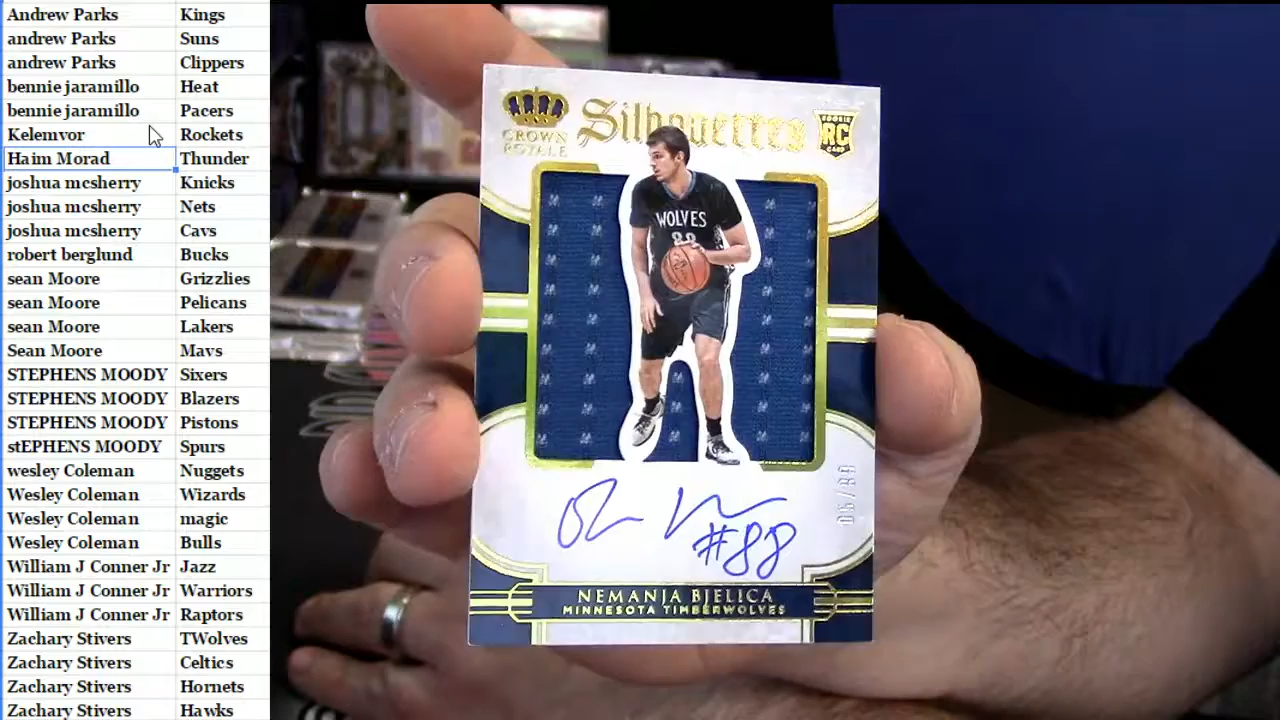 Andrew Parks Kings
andrew Parks Suns
andrew Parks Clippers
bennie jaramillo Heat
bennie jaramillo Pacers
Kelemvor Rockets
Haim Morad Thunder
joshua mcsherry Knicks
joshua mcsherry Nets
joshua mcsherry Cavs
robert berglund Bucks
sean Moore Grizzlies
sean Moore Pelicans
sean Moore Lakers
Sean Moore Mavs
STEPHENS MOODY Sixers
STEPHENS MOODY Blazers
STEPHENS MOODY Pistons
stEPHENS MOODY Spurs
wesley Coleman Nuggets
Wesley Coleman Wizards
Wesley Coleman magic
Wesley Coleman Bulls
William J Conner Jr Jazz
William J Conner Jr Warriors
William J Conner Jr Raptors
Zachary Stivers TWolves
Zachary Stivers Celtics
Zachary Stivers Hornets
Zachary Stivers Hawks
CROWN
ROYALE
Silhouettes
ROOKIE
RC
CARD
WOLVES
88
#88
NEMANJA BJELICA
MINNESOTA TIMBERWOLVES